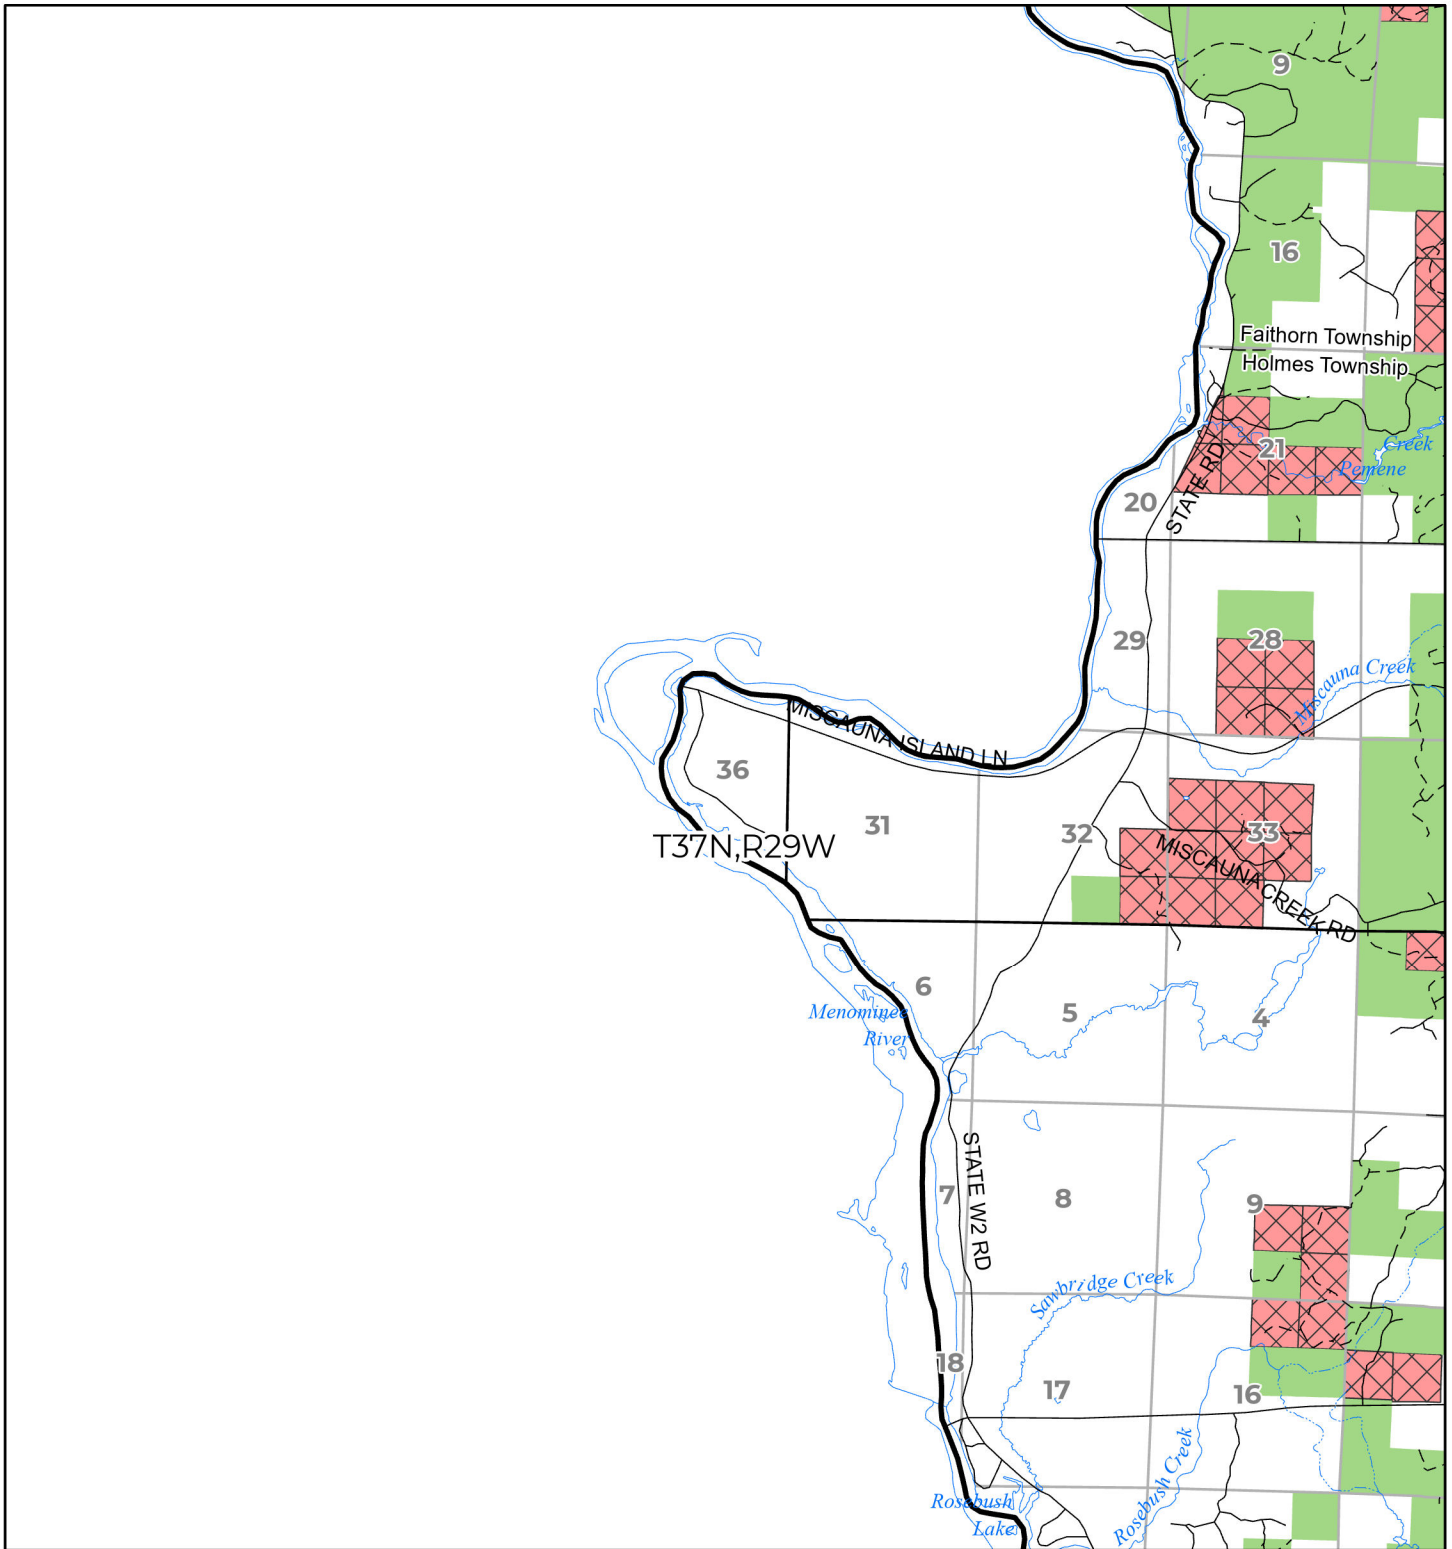 9
16
Faithorn Township
Holmes Township
21
Creek
Pemene
STATE RD
20
29
28
Miscauna Creek
MISCAUNA ISLAND LN
36
31
32
33
T37N,R29W
MISCAUNA CREEK RD
6
5
4
Menominee
River
STATE W2 RD
7
8
9
Sawbridge Creek
18
17
16
Rosebush Creek
Rosebush
Lake